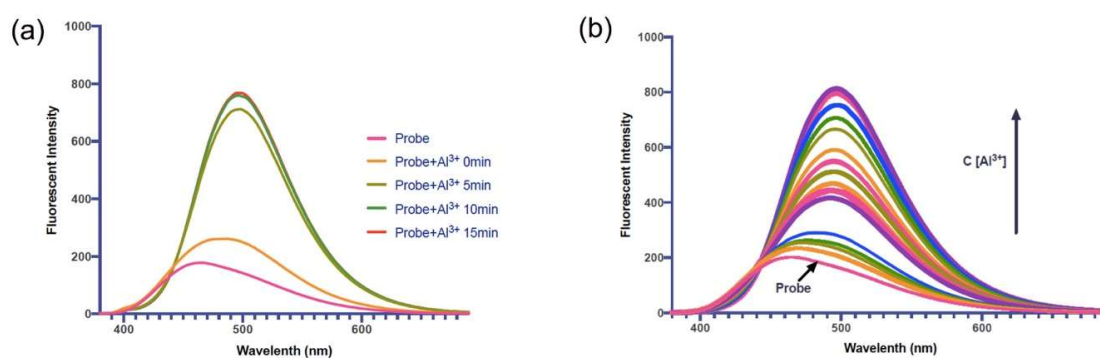 (a)
1000
800
600
400
200
0
400
500
600
Fluorescent Intensity
Wavelenth (nm)
Probe
Probe+Al³⁺ 0min
Probe+Al³⁺ 5min
Probe+Al³⁺ 10min
Probe+Al³⁺ 15min
(b)
1000
800
600
400
200
0
400
500
600
Fluorescent Intensity
Wavelenth (nm)
C [Al³⁺]
Probe